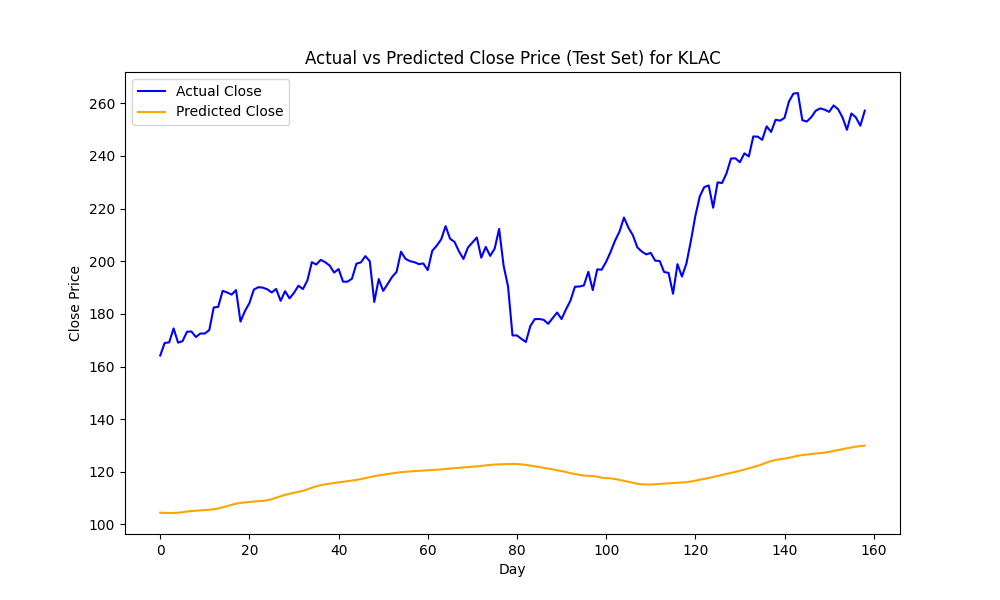 Actual vs Predicted Close Price (Test Set) for KLAC
Actual Close
Predicted Close
Close Price
260
240
220
200
180
160
140
120
100
0 20 40 60 80 100 120 140 160
Day